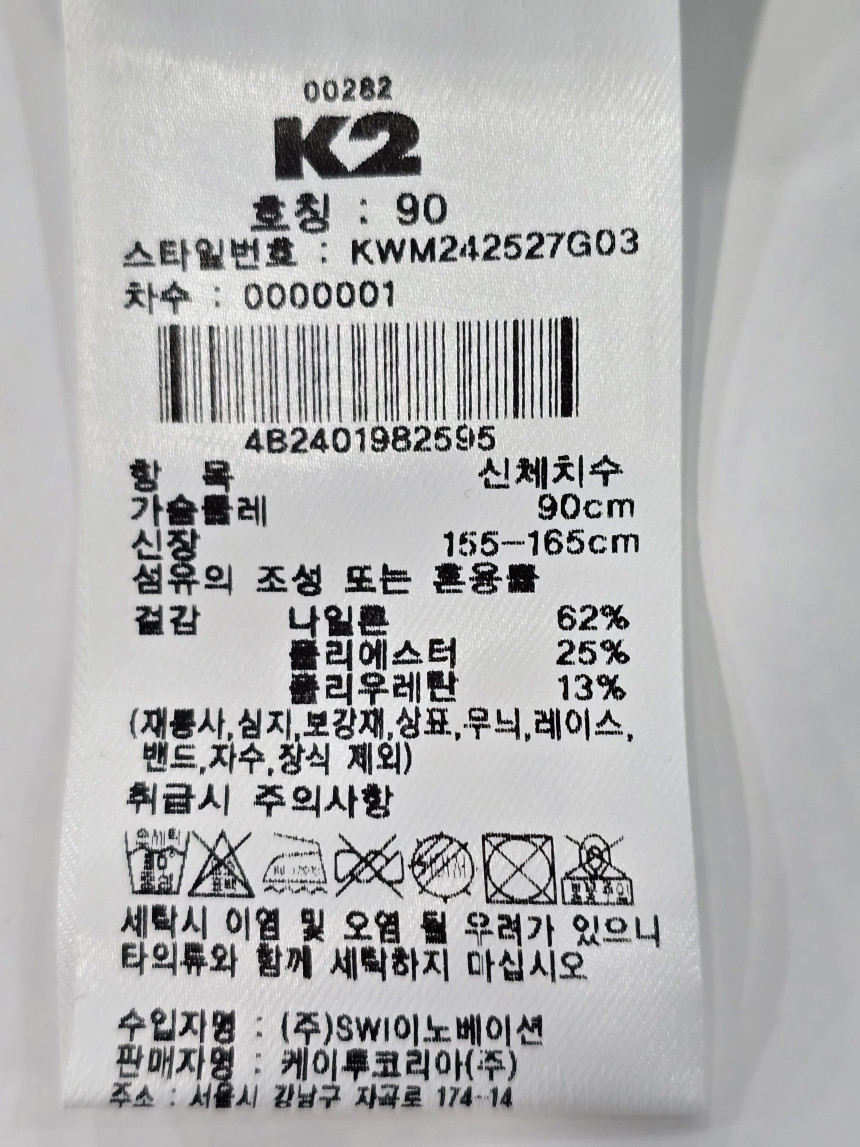 00282
K2
호칭 : 90
스타일번호 : KWM242527G03
차수 : 0000001
4B2401982595
항 목 신체치수
가슴둘레 90cm
신장 155-165cm
섬유의 조성 또는 혼용률
겉감 나일론 62%
폴리에스터 25%
폴리우레탄 13%
(재봉사,심지,보강재,상표,무늬,레이스,
밴드,자수,장식 제외)
취급시 주의사항
세탁시 이염 및 오염 될 우려가 있으니
타의류와 함께 세탁하지 마십시오
수입자명 : (주)SWI이노베이션
판매자명 : 케이투코리아(주)
주소 : 서울시 강남구 자곡로 174-14